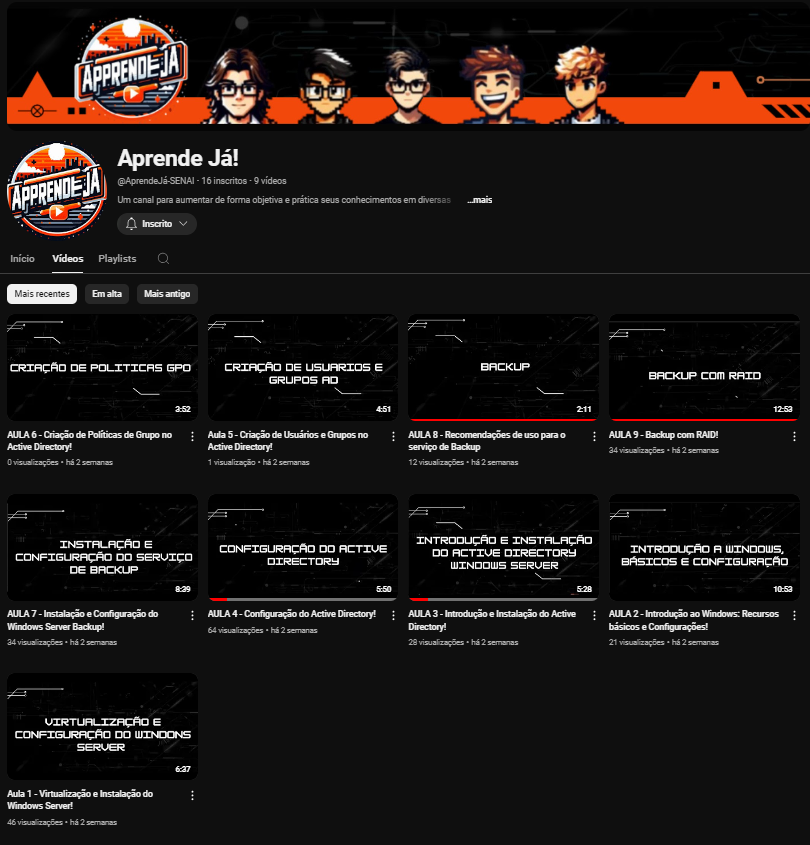 APPRENDEJÁ
APPRENDEJA
Aprende Já!
@AprendeJá-SENAI · 16 inscritos · 9 vídeos
Um canal para aumentar de forma objetiva e prática seus conhecimentos em diversas ...mais
Inscrito
Início Vídeos Playlists
Mais recentes Em alta Mais antigo
CRIAÇÃO DE POLITICAS GPO
3:52
AULA 6 - Criação de Políticas de Grupo no
Active Directory!
0 visualizações • há 2 semanas
CRIAÇÃO DE USUARIOS E
GRUPOS AD
4:51
Aula 5 - Criação de Usuários e Grupos no
Active Directory!
1 visualização • há 2 semanas
BACKUP
2:11
AULA 8 - Recomendações de uso para o
serviço de Backup
12 visualizações • há 2 semanas
BACKUP COM RAID
12:53
AULA 9 - Backup com RAID!
34 visualizações • há 2 semanas
INSTALAÇÃO E
CONFIGURAÇÃO DO SERVIÇO
DE BACKUP
8:39
AULA 7 - Instalação e Configuração do
Windows Server Backup!
34 visualizações • há 2 semanas
CONFIGURAÇÃO DO ACTIVE
DIRECTORY
5:50
AULA 4 - Configuração do Active Directory!
64 visualizações • há 2 semanas
INTRODUÇÃO E INSTALAÇÃO
DO ACTIVE DIRECTORY
WINDOWS SERVER
5:28
AULA 3 - Introdução e Instalação do Active
Directory!
28 visualizações • há 2 semanas
INTRODUÇÃO A WINDOWS,
BÁSICOS E CONFIGURAÇÃO
10:53
AULA 2 - Introdução ao Windows: Recursos
básicos e Configurações!
21 visualizações • há 2 semanas
VIRTUALIZAÇÃO E
CONFIGURAÇÃO DO WINDONS
SERVER
6:37
Aula 1 - Virtualização e Instalação do
Windows Server!
46 visualizações • há 2 semanas